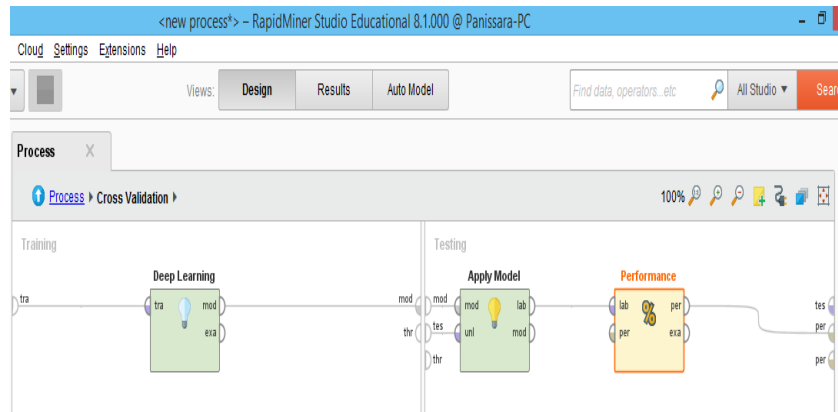 <new process*> – RapidMiner Studio Educational 8.1.000 @ Panissara-PC
Cloud Settings Extensions Help
Views: Design Results Auto Model Find data, operators...etc All Studio ▼ Sear
Process
Process ▸ Cross Validation ▸ 100%
Training Testing
Deep Learning Apply Model Performance
tra tra mod mod mod mod lab lab per tes
exa thr tes unl mod per exa per
thr per